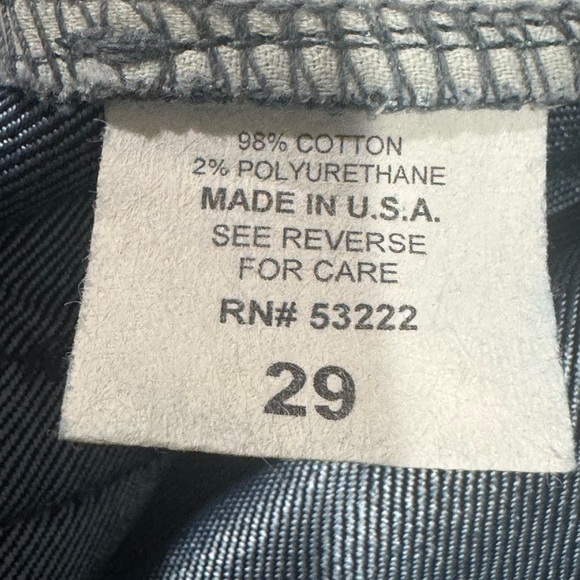 98% COTTON
2% POLYURETHANE
MADE IN U.S.A.
SEE REVERSE
FOR CARE
RN# 53222
29